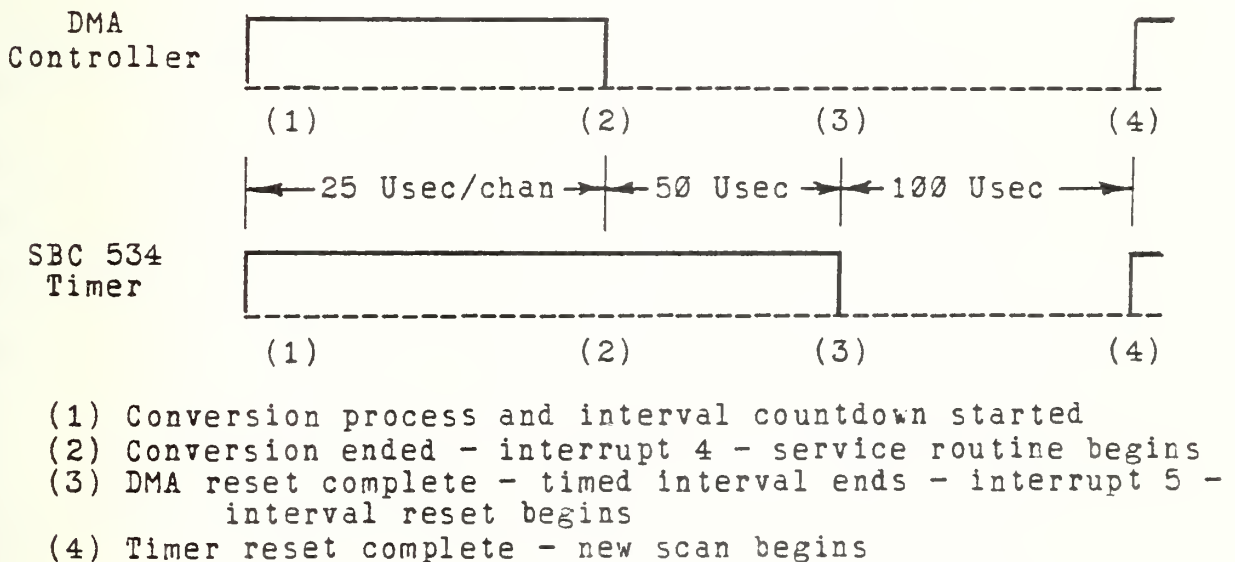 DMA
Controller
(1) (2) (3) (4)
25 Usec/chan 50 Usec 100 Usec
SBC 534
Timer
(1) (2) (3) (4)
(1) Conversion process and interval countdown started
(2) Conversion ended - interrupt 4 - service routine begins
(3) DMA reset complete - timed interval ends - interrupt 5 -
interval reset begins
(4) Timer reset complete - new scan begins